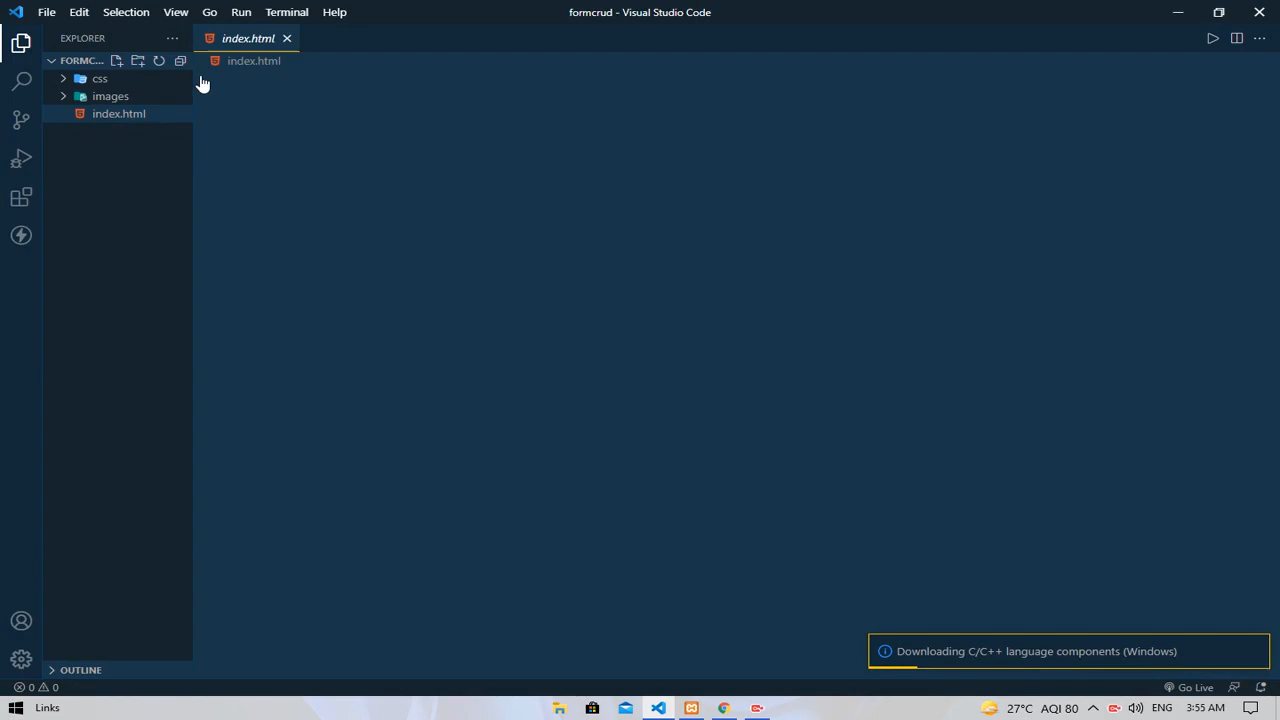 File Edit Selection View Go Run Terminal Help
formcrud - Visual Studio Code
EXPLORER
index.html
FORMC...
index.html
css
images
index.html
Downloading C/C++ language components (Windows)
OUTLINE
0 0
Go Live
Links
27°C AQI 80
ENG
3:55 AM